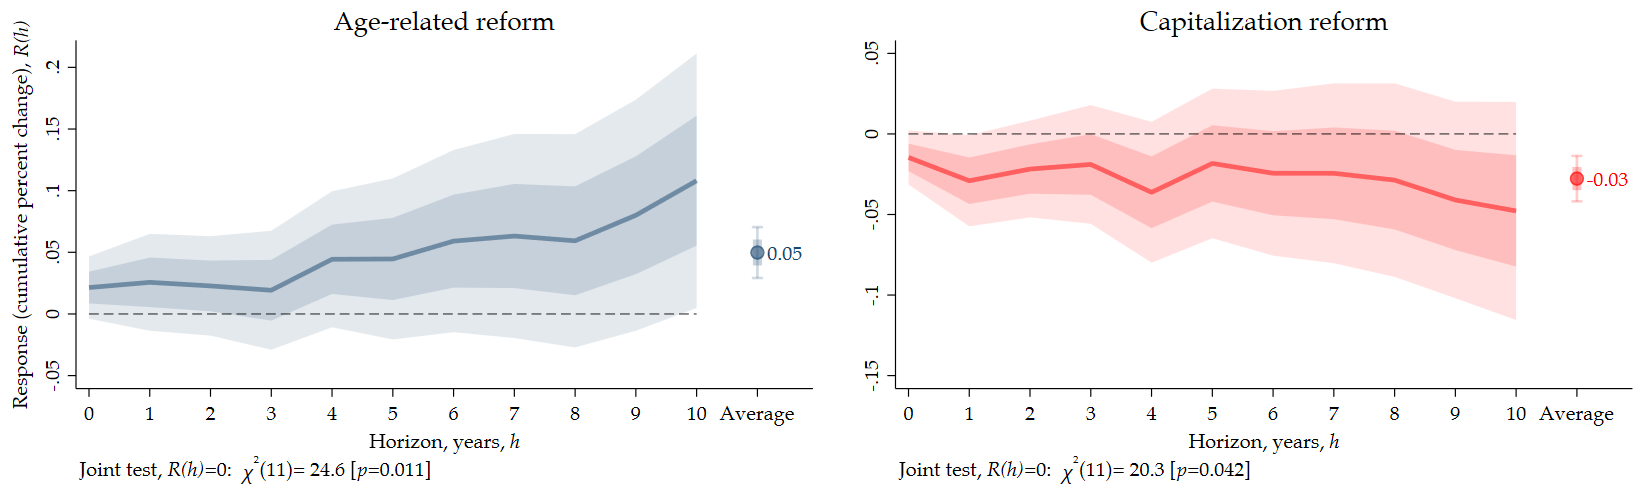 Age-related reform
Response (cumulative percent change), R(h)
.2
.15
.1
.05
0
-.05
0.05
0 1 2 3 4 5 6 7 8 9 10 Average
Horizon, years, h
Joint test, R(h)=0: χ²(11)= 24.6 [p=0.011]
Capitalization reform
.05
0
-.05
-.1
-.15
-0.03
0 1 2 3 4 5 6 7 8 9 10 Average
Horizon, years, h
Joint test, R(h)=0: χ²(11)= 20.3 [p=0.042]